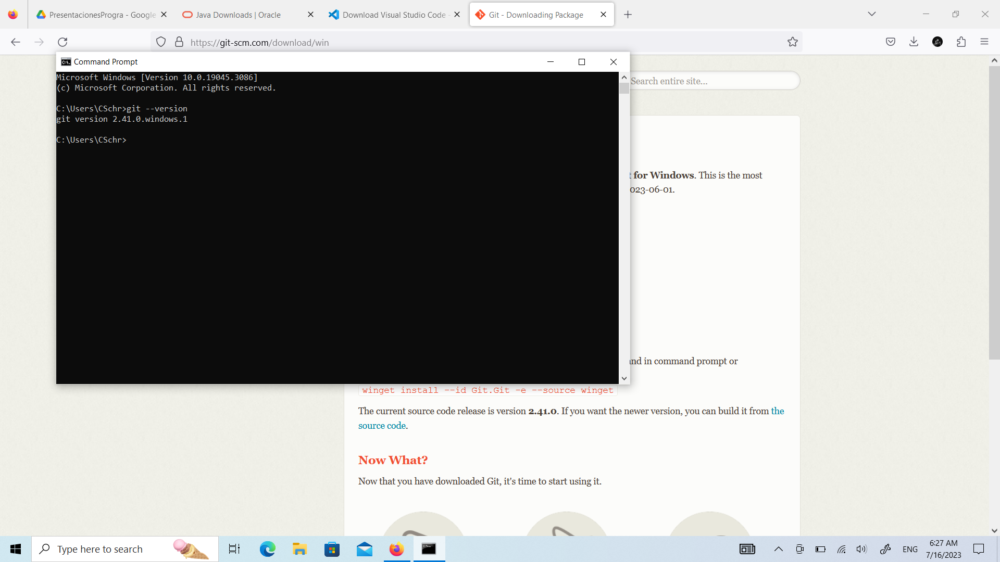 PresentacionesProgra - Google
Java Downloads | Oracle
Download Visual Studio Code -
Git - Downloading Package
https://git-scm.com/download/win
Command Prompt
Microsoft Windows [Version 10.0.19045.3086]
(c) Microsoft Corporation. All rights reserved.
C:\Users\CSchr>git --version
git version 2.41.0.windows.1
C:\Users\CSchr>
Search entire site...
for Windows. This is the most
023-06-01.
and in command prompt or
winget install --id Git.Git -e --source winget
The current source code release is version 2.41.0. If you want the newer version, you can build it from the
source code.
Now What?
Now that you have downloaded Git, it's time to start using it.
Type here to search
ENG
6:27 AM
7/16/2023